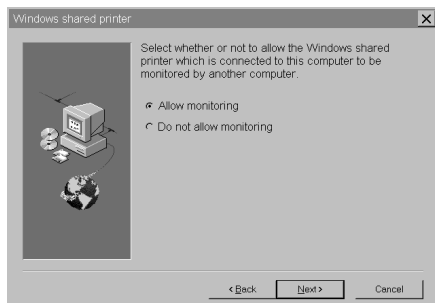 Windows shared printer
Select whether or not to allow the Windows shared
printer which is connected to this computer to be
monitored by another computer.
Allow monitoring
Do not allow monitoring
< Back
Next >
Cancel